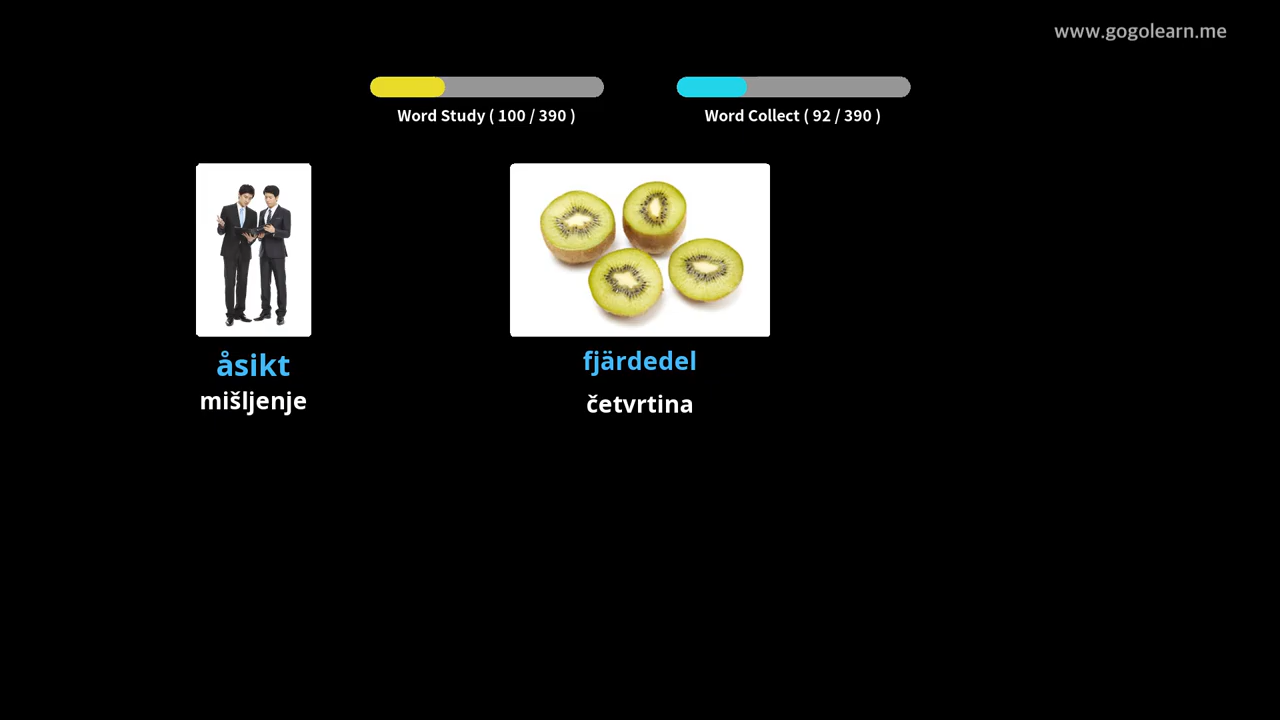 www.gogolearn.me
Word Study ( 100 / 390 )
Word Collect ( 92 / 390 )
åsikt
mišljenje
fjärdedel
četvrtina